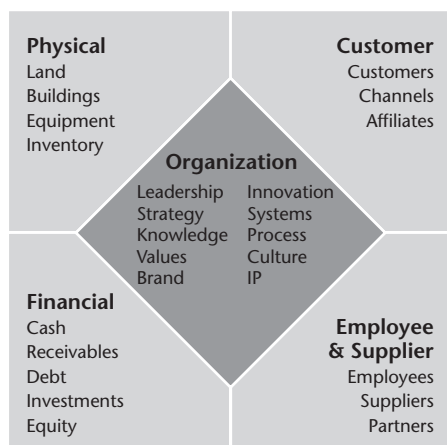 Physical
Land
Buildings
Equipment
Inventory
Customer
Customers
Channels
Affiliates
Organization
Leadership Innovation
Strategy Systems
Knowledge Process
Values Culture
Brand IP
Financial
Cash
Receivables
Debt
Investments
Equity
Employee
& Supplier
Employees
Suppliers
Partners